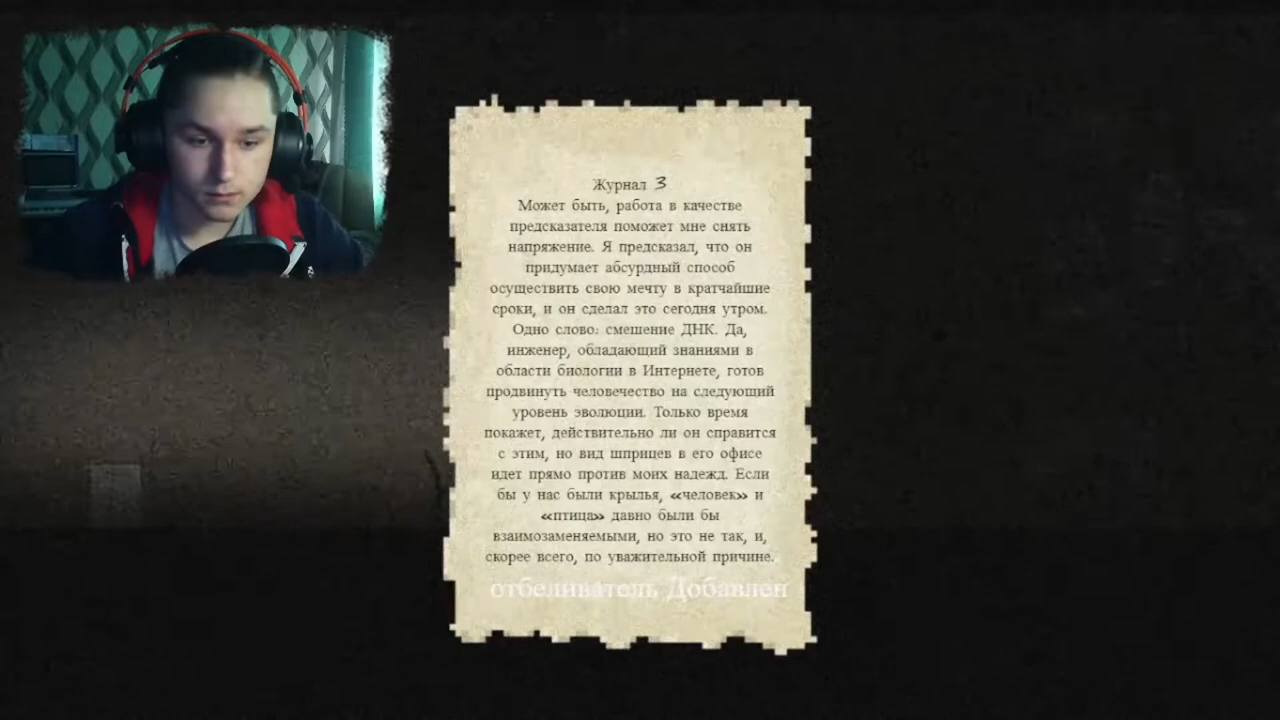 Журнал 3
Может быть, работа в качестве
предсказателя поможет мне снять
напряжение. Я предсказал, что он
придумает абсурдный способ
осуществить свою мечту в кратчайшие
сроки, и он сделал это сегодня утром.
Одно слово: смешение ДНК. Да,
инженер, обладающий знаниями в
области биологии в Интернете, готов
продвинуть человечество на следующий
уровень эволюции. Только время
покажет, действительно ли он справится
с этим, но вид шприцев в его офисе
идет прямо против моих надежд. Если
бы у нас были крылья, «человек» и
«птица» давно были бы
взаимозаменяемыми, но это не так, и,
скорее всего, по уважительной причине.
отбеливатель Добавлен